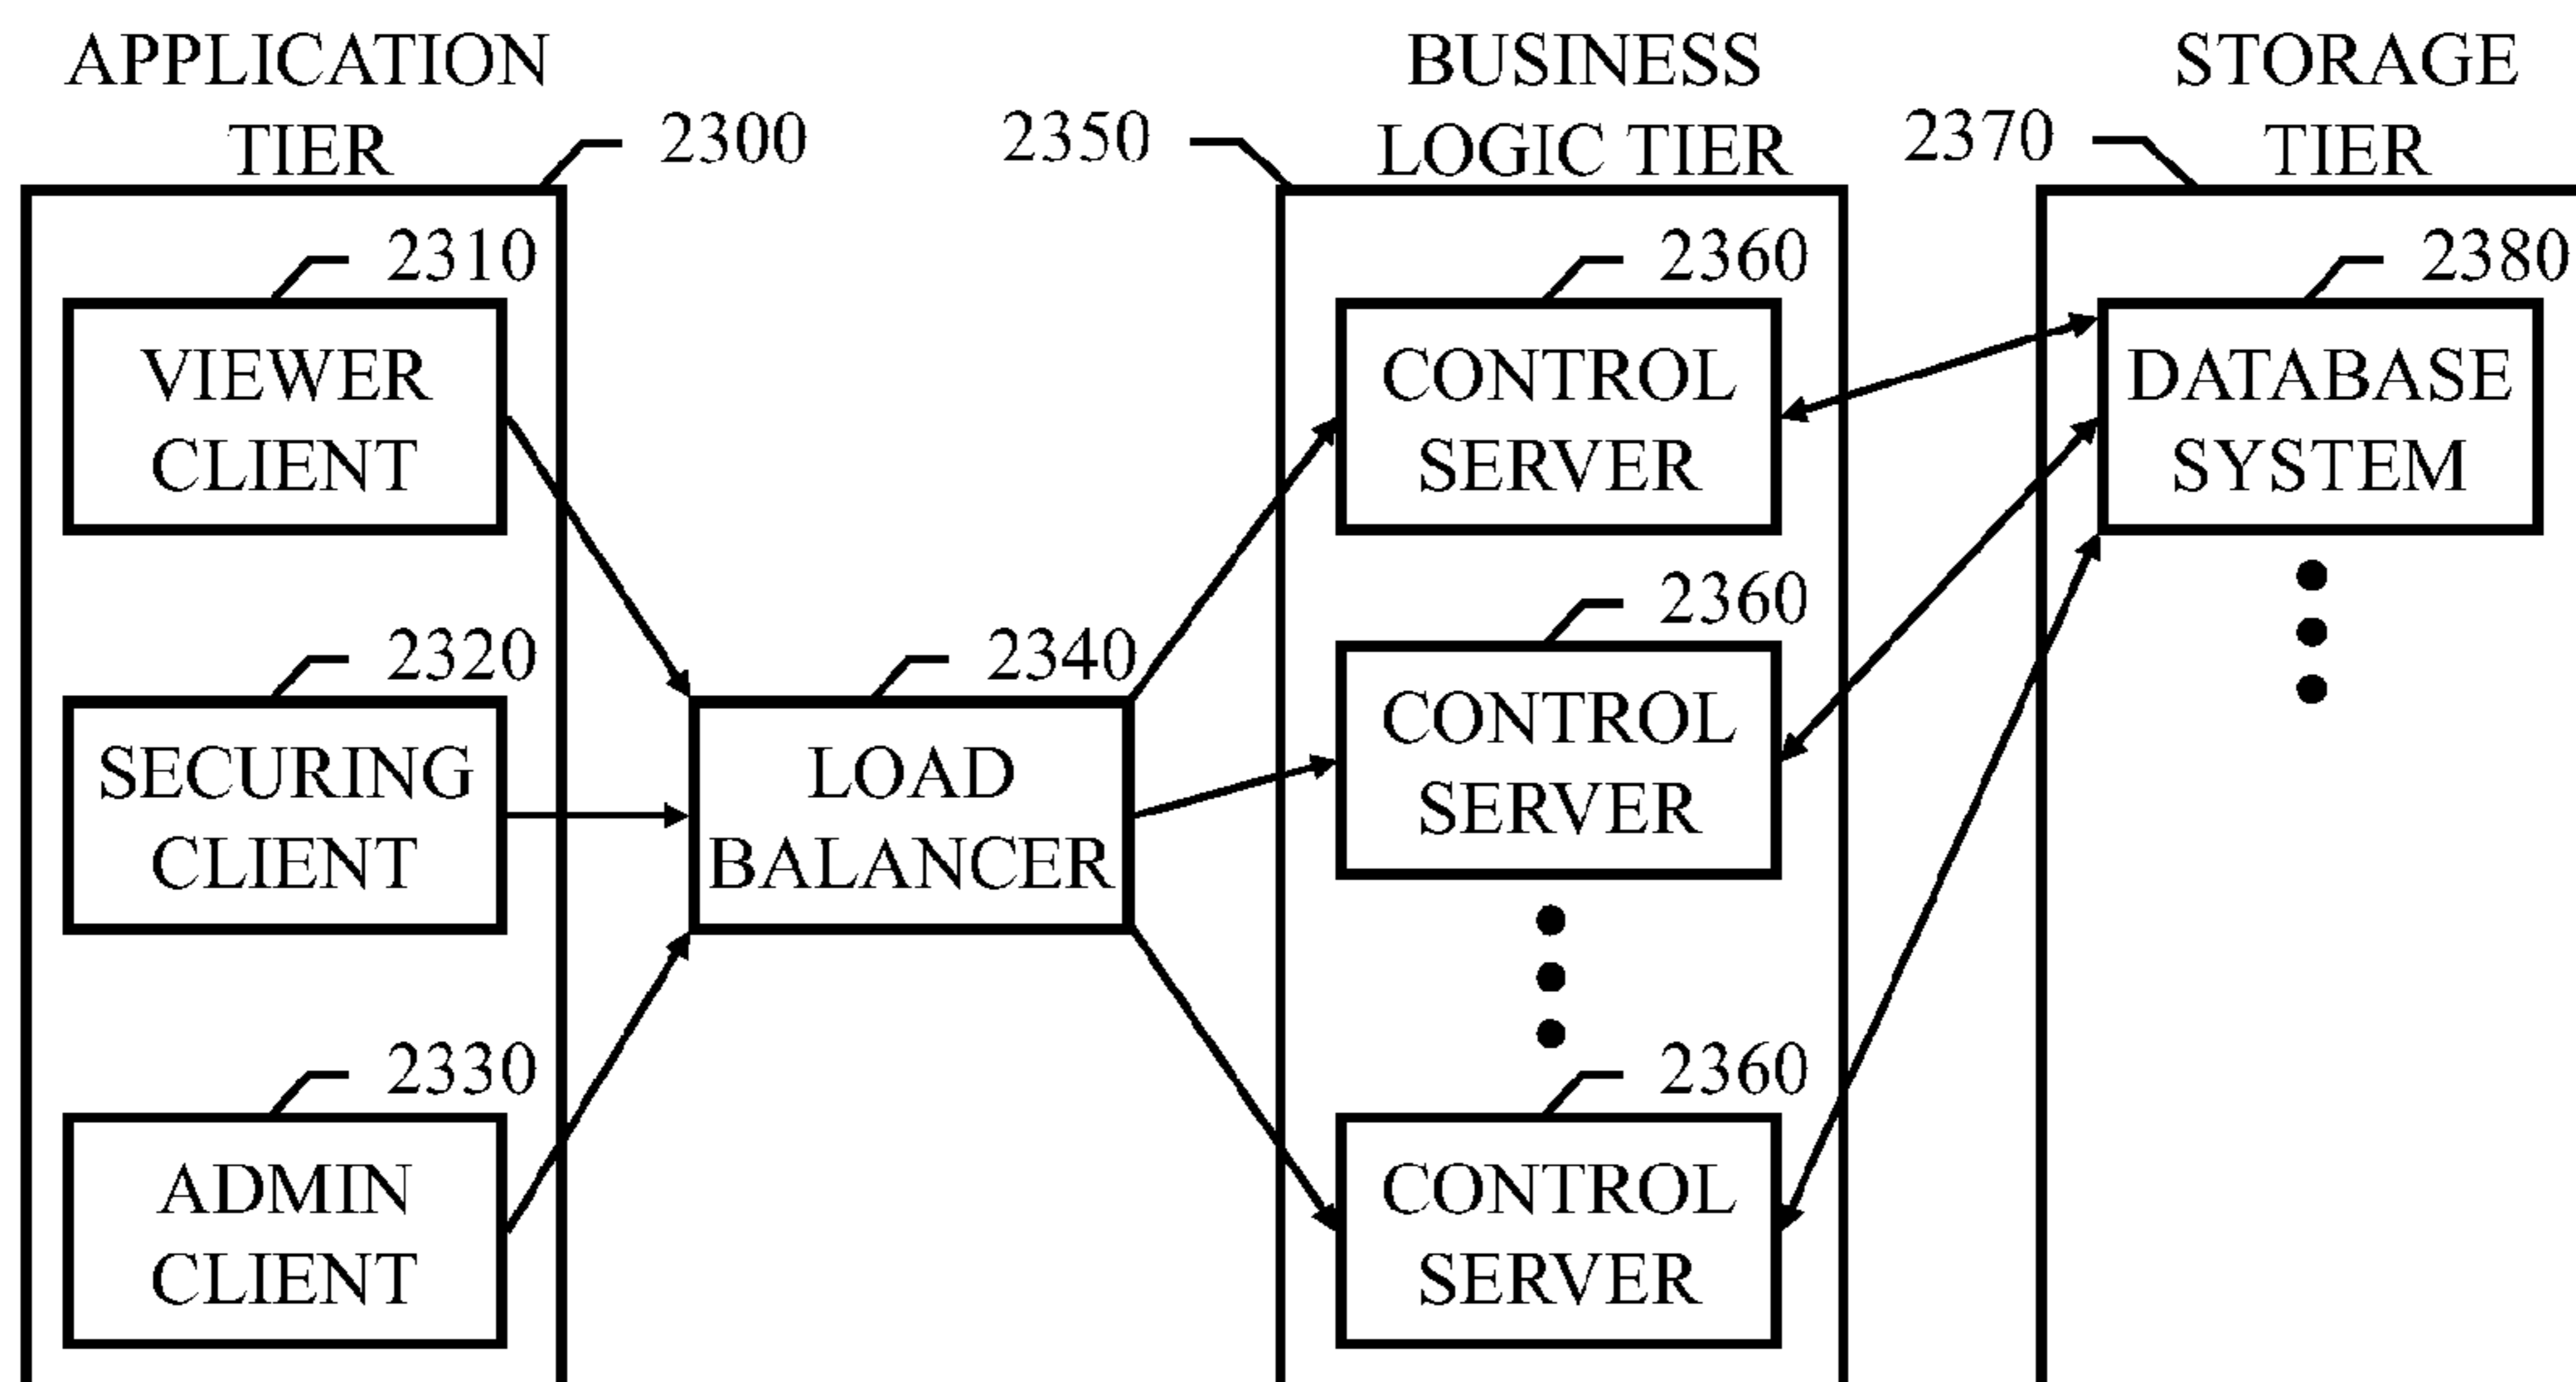 APPLICATION
TIER
2300
2310
VIEWER
CLIENT
2320
SECURING
CLIENT
2330
ADMIN
CLIENT
2340
LOAD
BALANCER
BUSINESS
LOGIC TIER
2350
2360
CONTROL
SERVER
2360
CONTROL
SERVER
2360
CONTROL
SERVER
STORAGE
TIER
2370
2380
DATABASE
SYSTEM